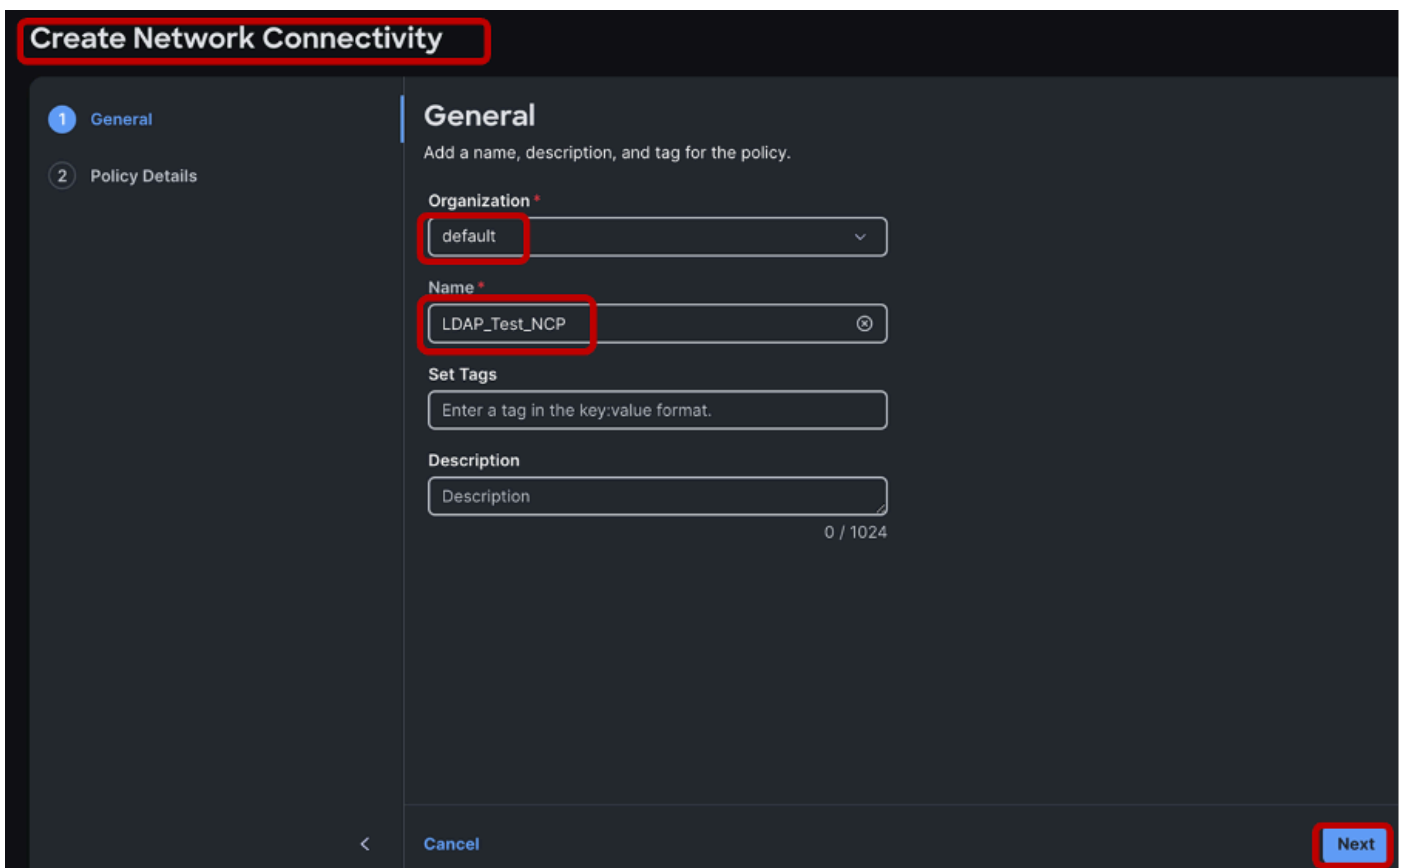 Create Network Connectivity
1 General
2 Policy Details
General
Add a name, description, and tag for the policy.
Organization *
default
Name *
LDAP_Test_NCP
Set Tags
Enter a tag in the key:value format.
Description
Description
0 / 1024
< Cancel Next